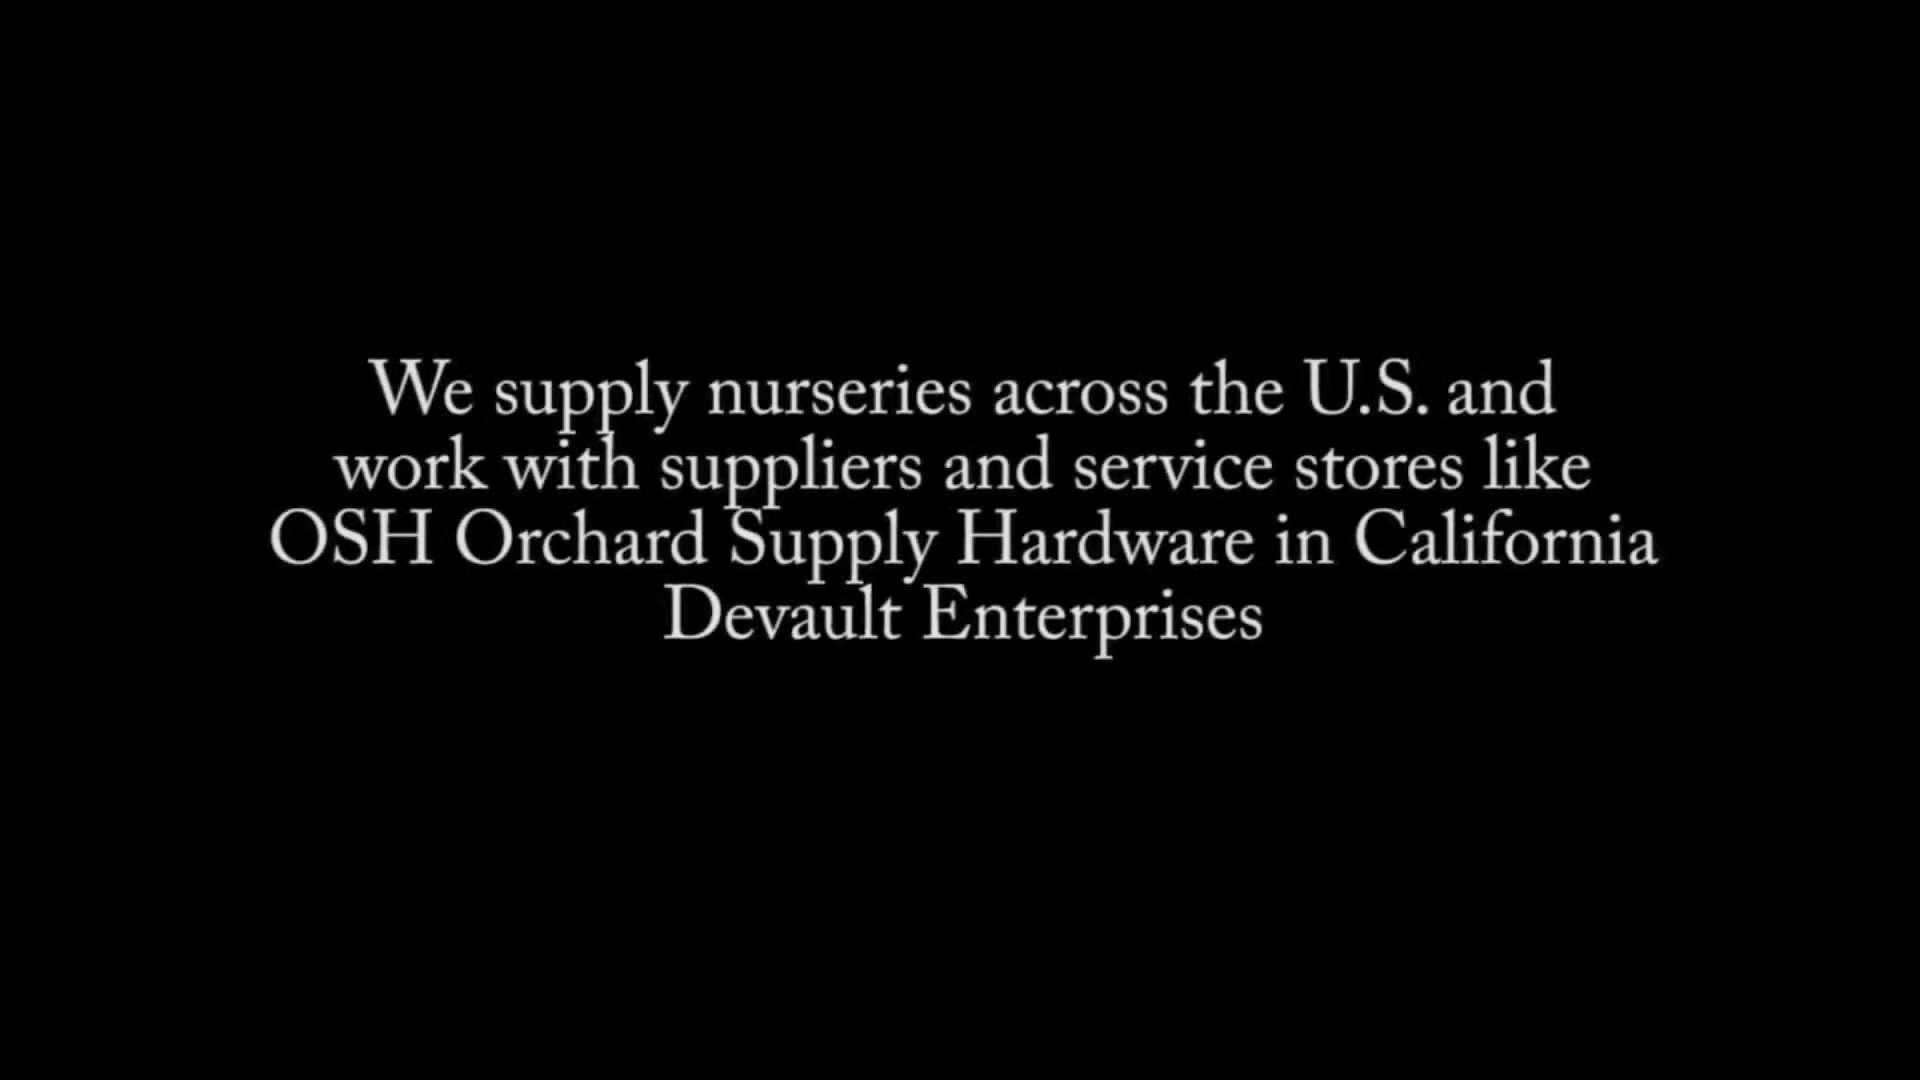 We supply nurseries across the U.S. and
work with suppliers and service stores like
OSH Orchard Supply Hardware in California
Devault Enterprises